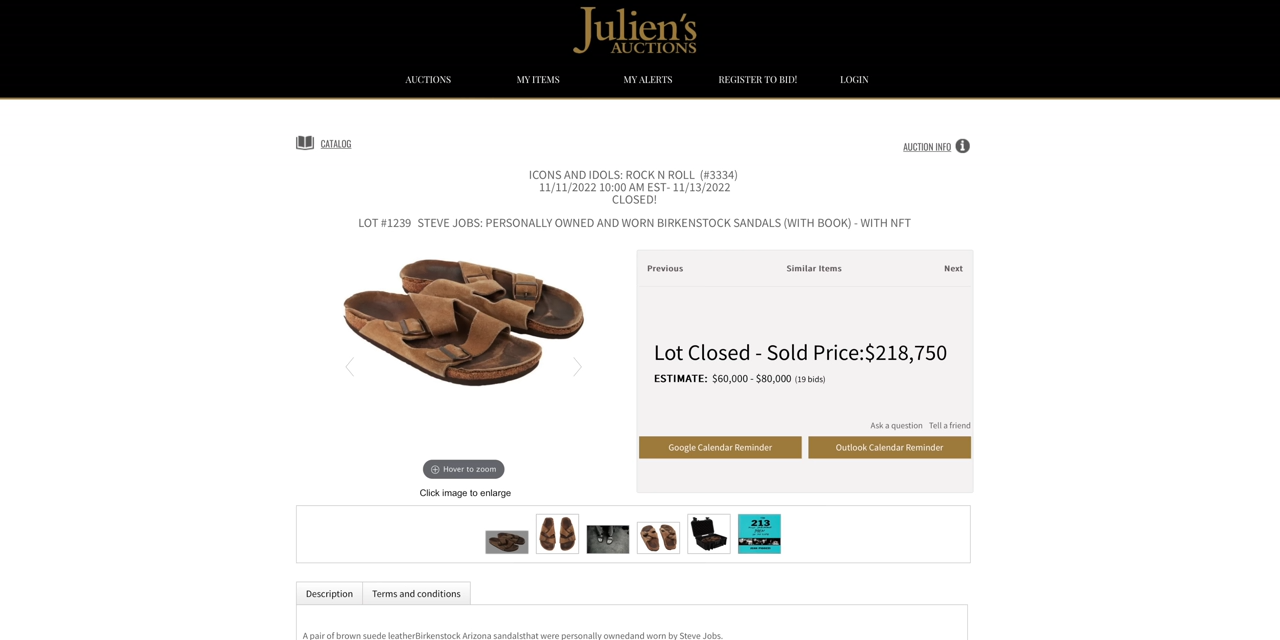 Julien's
AUCTIONS
AUCTIONS MY ITEMS MY ALERTS REGISTER TO BID! LOGIN
CATALOG
AUCTION INFO
ICONS AND IDOLS: ROCK N ROLL (#3334)
11/11/2022 10:00 AM EST- 11/13/2022
CLOSED!
LOT #1239 STEVE JOBS: PERSONALLY OWNED AND WORN BIRKENSTOCK SANDALS (WITH BOOK) - WITH NFT
Previous Similar Items Next
Lot Closed - Sold Price:$218,750
ESTIMATE: $60,000 - $80,000 (19 bids)
Ask a question Tell a friend
Google Calendar Reminder Outlook Calendar Reminder
Hover to zoom
Click image to enlarge
213
Description Terms and conditions
A pair of brown suede leatherBirkenstock Arizona sandalsthat were personally ownedand worn by Steve Jobs.